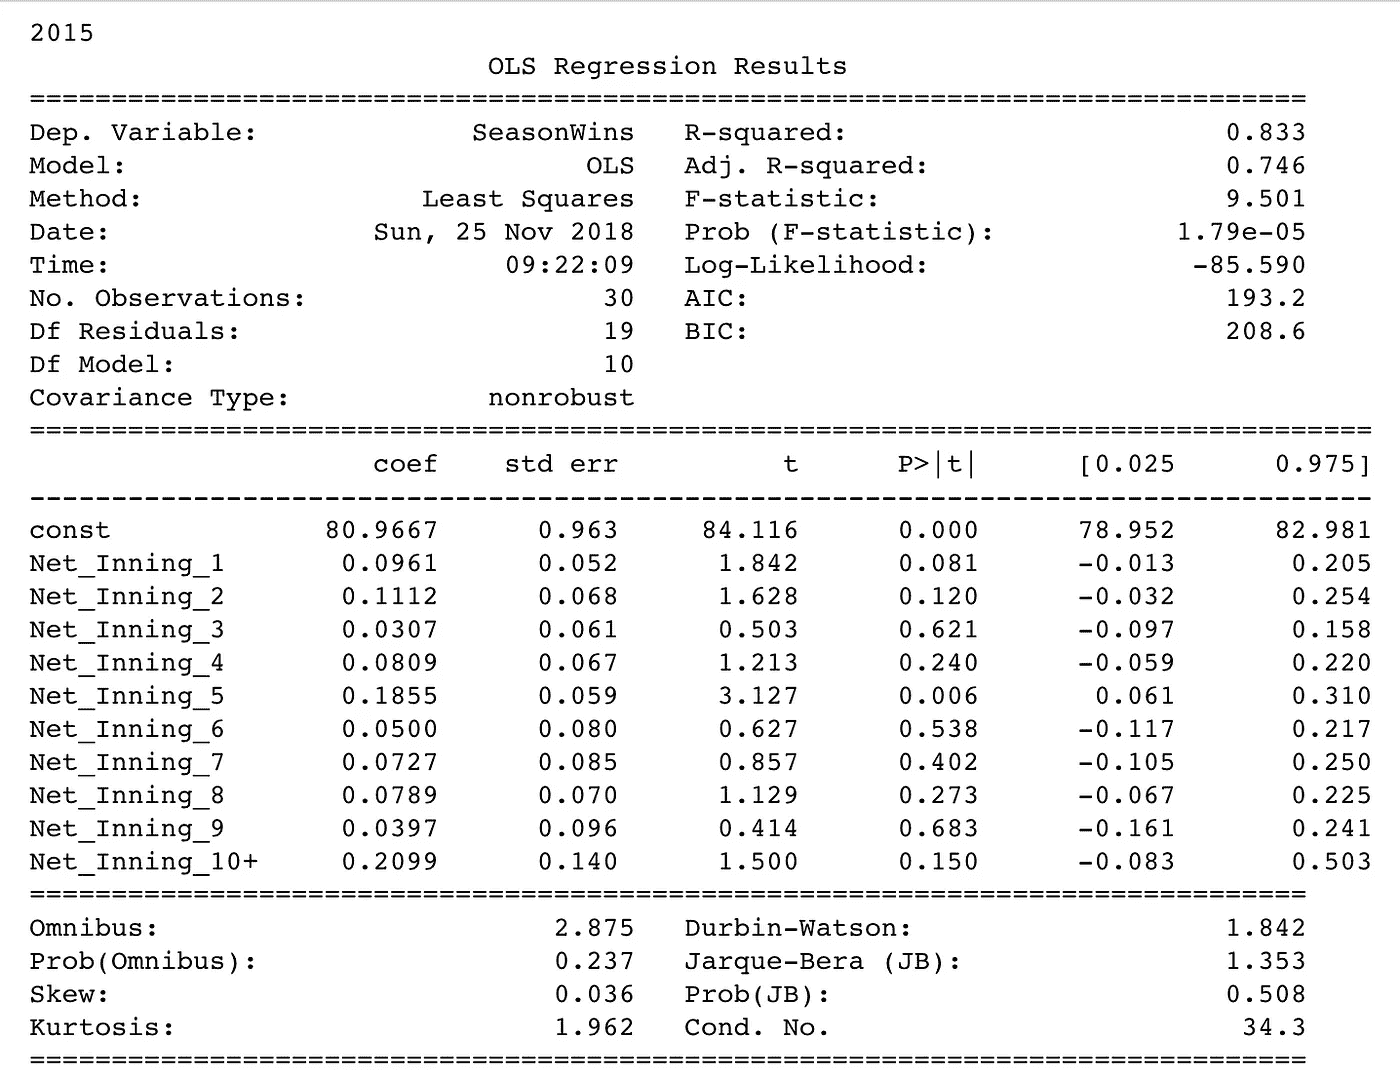 2015
OLS Regression Results
==============================================================================
Dep. Variable: SeasonWins R-squared: 0.833
Model: OLS Adj. R-squared: 0.746
Method: Least Squares F-statistic: 9.501
Date: Sun, 25 Nov 2018 Prob (F-statistic): 1.79e-05
Time: 09:22:09 Log-Likelihood: -85.590
No. Observations: 30 AIC: 193.2
Df Residuals: 19 BIC: 208.6
Df Model: 10
Covariance Type: nonrobust
==================================================================================
coef std err t P>|t| [0.025 0.975]
----------------------------------------------------------------------------------
const 80.9667 0.963 84.116 0.000 78.952 82.981
Net_Inning_1 0.0961 0.052 1.842 0.081 -0.013 0.205
Net_Inning_2 0.1112 0.068 1.628 0.120 -0.032 0.254
Net_Inning_3 0.0307 0.061 0.503 0.621 -0.097 0.158
Net_Inning_4 0.0809 0.067 1.213 0.240 -0.059 0.220
Net_Inning_5 0.1855 0.059 3.127 0.006 0.061 0.310
Net_Inning_6 0.0500 0.080 0.627 0.538 -0.117 0.217
Net_Inning_7 0.0727 0.085 0.857 0.402 -0.105 0.250
Net_Inning_8 0.0789 0.070 1.129 0.273 -0.067 0.225
Net_Inning_9 0.0397 0.096 0.414 0.683 -0.161 0.241
Net_Inning_10+ 0.2099 0.140 1.500 0.150 -0.083 0.503
==============================================================================
Omnibus: 2.875 Durbin-Watson: 1.842
Prob(Omnibus): 0.237 Jarque-Bera (JB): 1.353
Skew: 0.036 Prob(JB): 0.508
Kurtosis: 1.962 Cond. No. 34.3
==============================================================================